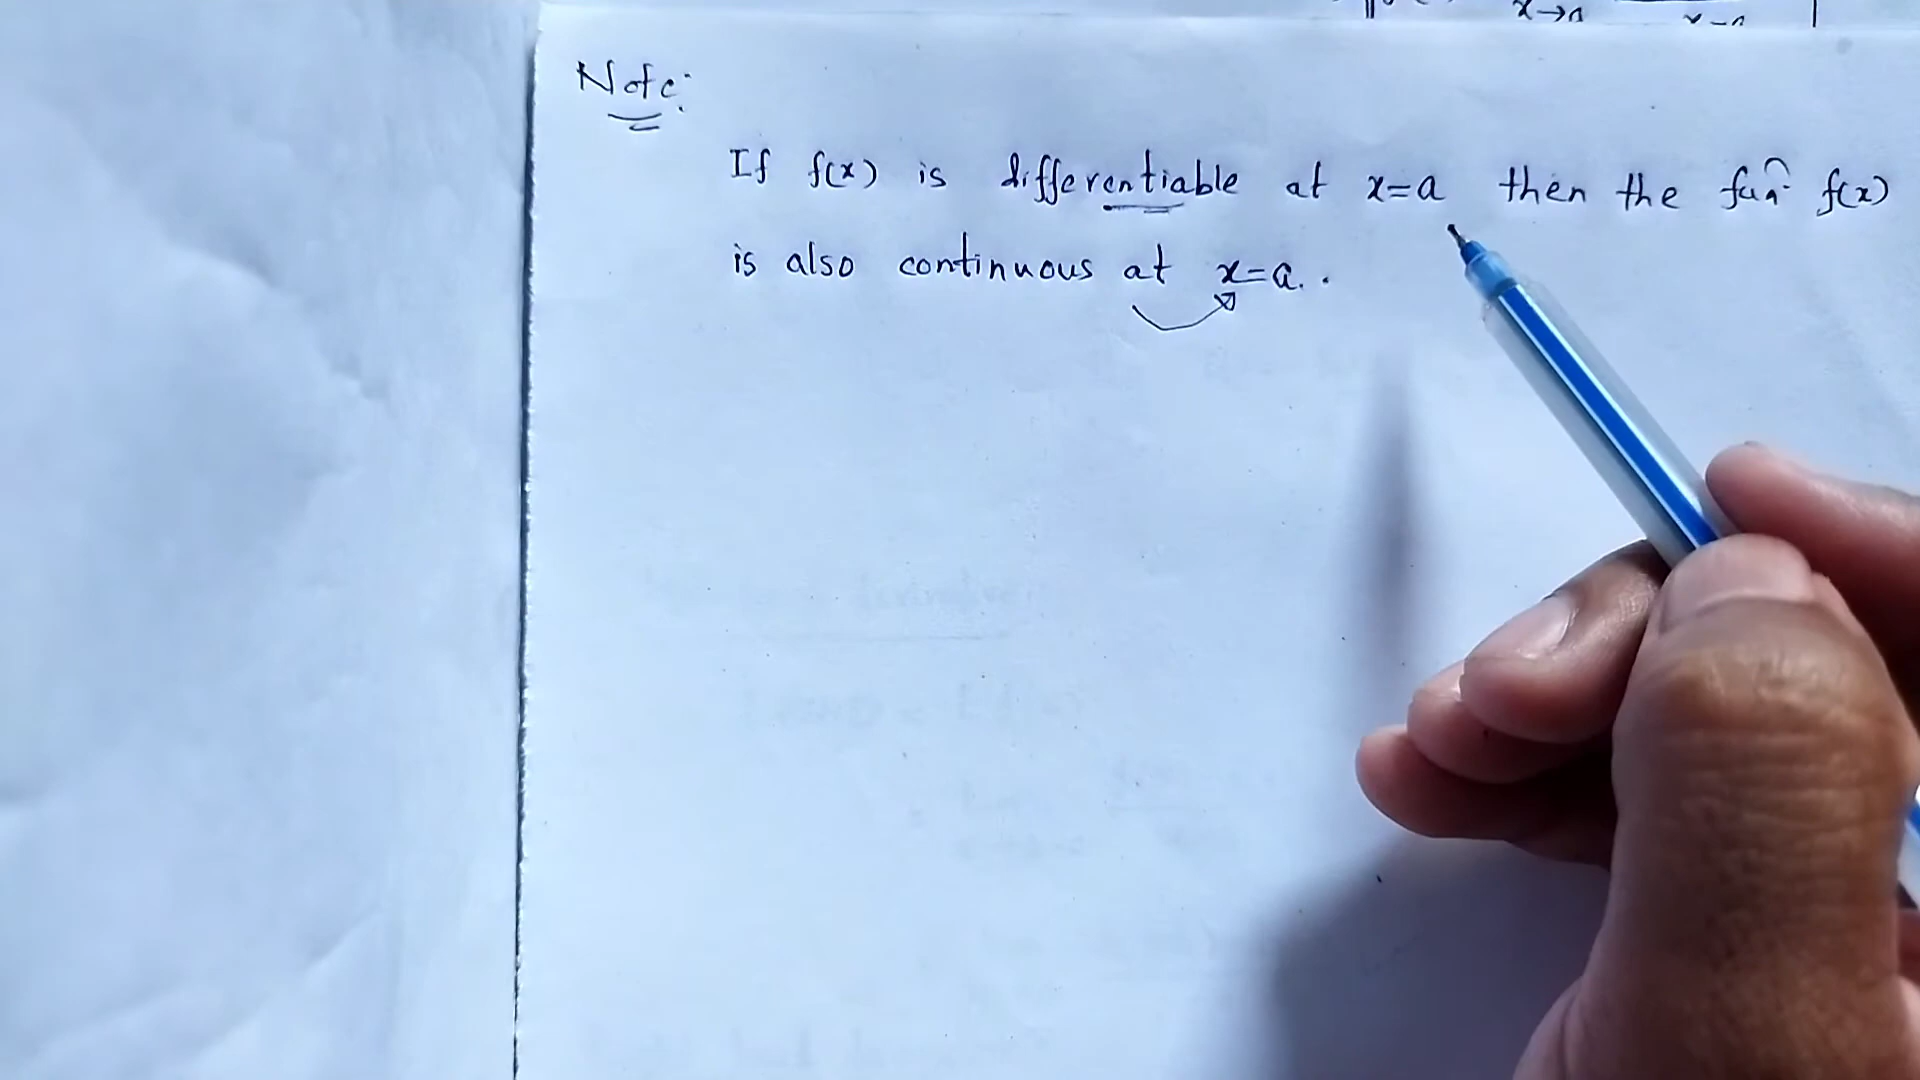 x→a x-a
Note:
If f(x) is differentiable at x=a then the fun f(x)
is also continuous at x=a.